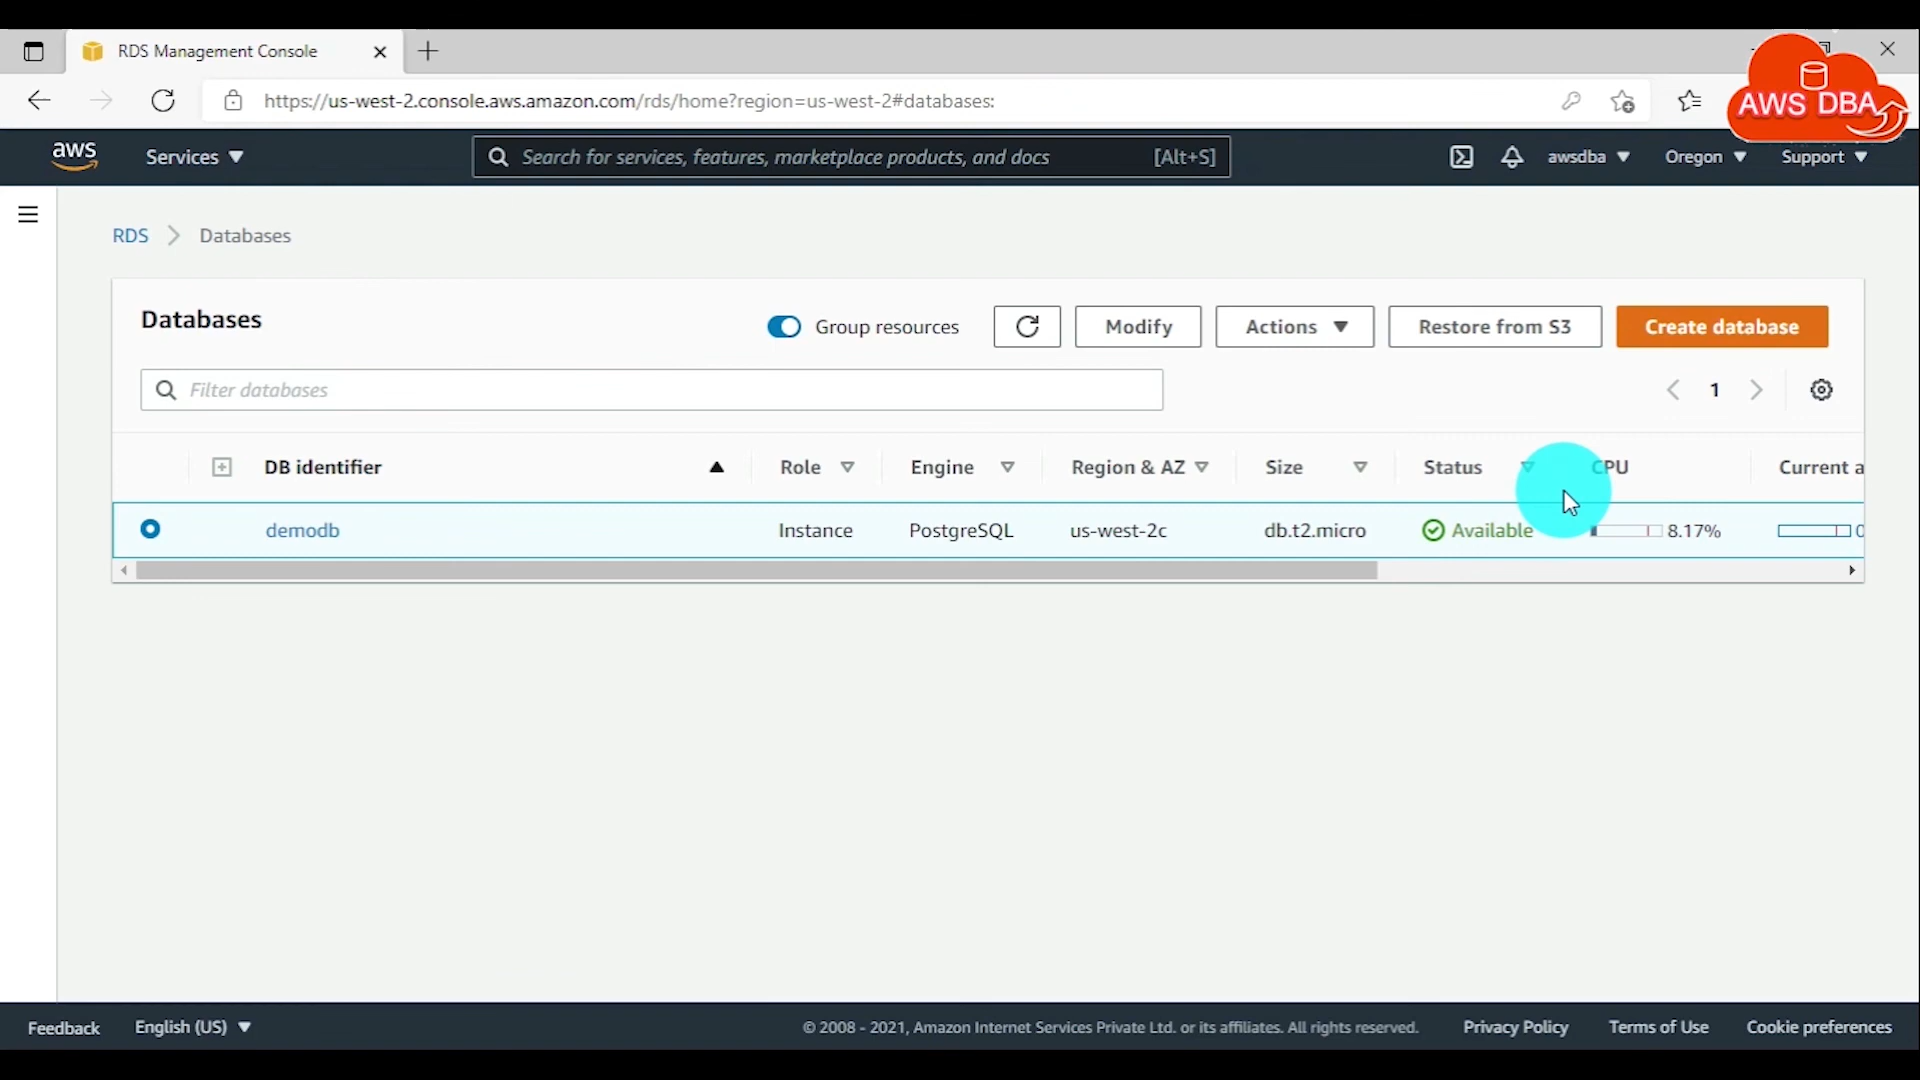 RDS Management Console
https://us-west-2.console.aws.amazon.com/rds/home?region=us-west-2#databases:
AWS DBA
aws
Services
Search for services, features, marketplace products, and docs [Alt+S]
awsdba
Oregon
Support
RDS
Databases
Databases
Group resources
Modify
Actions
Restore from S3
Create database
Filter databases
1
DB identifier Role Engine Region & AZ Size Status CPU Current a
demodb Instance PostgreSQL us-west-2c db.t2.micro Available 8.17% 0
Feedback English (US) © 2008 - 2021, Amazon Internet Services Private Ltd. or its affiliates. All rights reserved. Privacy Policy Terms of Use Cookie preferences